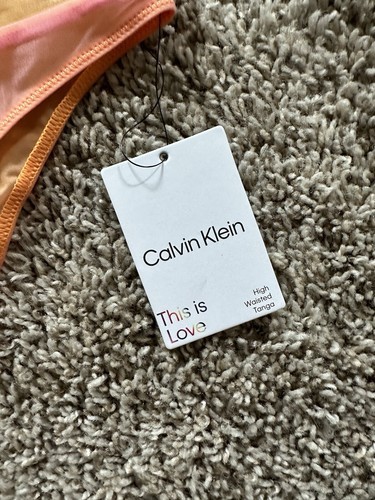 Calvin Klein
This is
Love
High
Waisted
Tanga